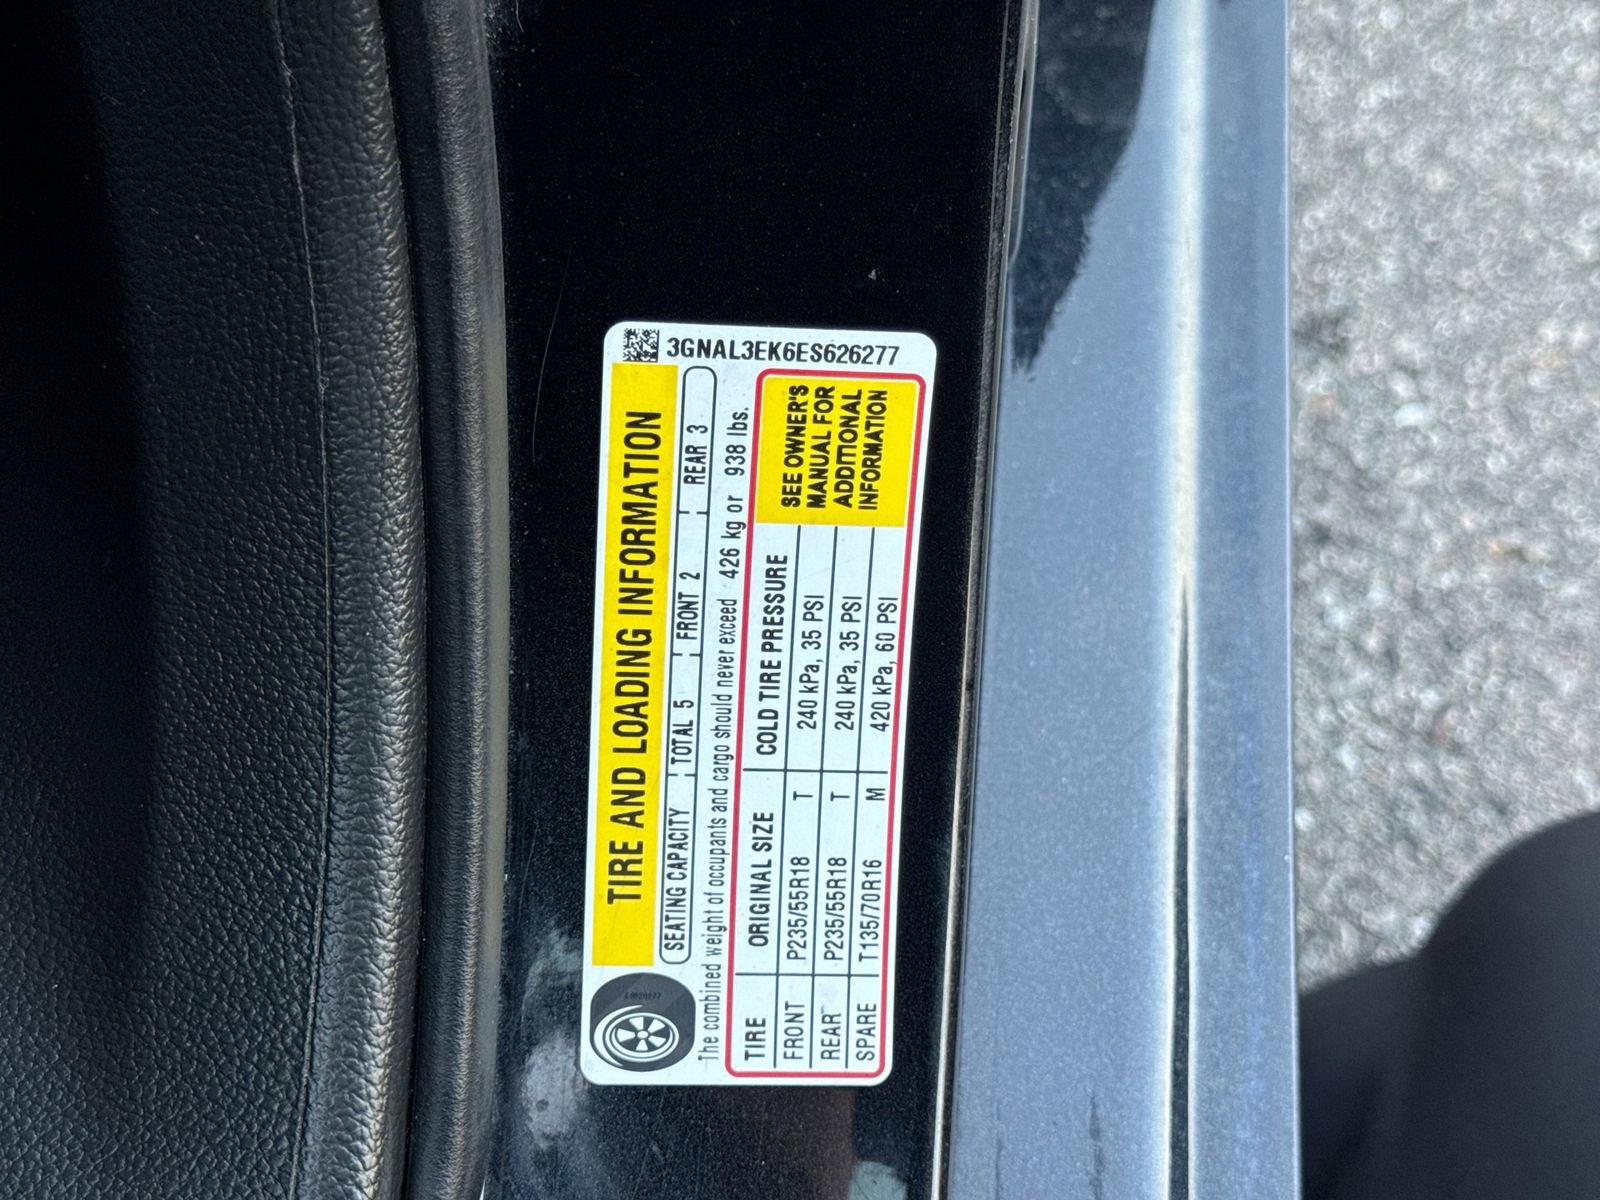 3GNAL3EK6ES626277
TIRE AND LOADING INFORMATION
SEATING CAPACITY TOTAL 5 FRONT 2 REAR 3
The combined weight of occupants and cargo should never exceed 426 kg or 938 lbs.
TIRE ORIGINAL SIZE COLD TIRE PRESSURE
FRONT P235/55R18 T 240 kPa, 35 PSI
REAR P235/55R18 T 240 kPa, 35 PSI
SPARE T135/70R16 M 420 kPa, 60 PSI
SEE OWNER'S
MANUAL FOR
ADDITIONAL
INFORMATION